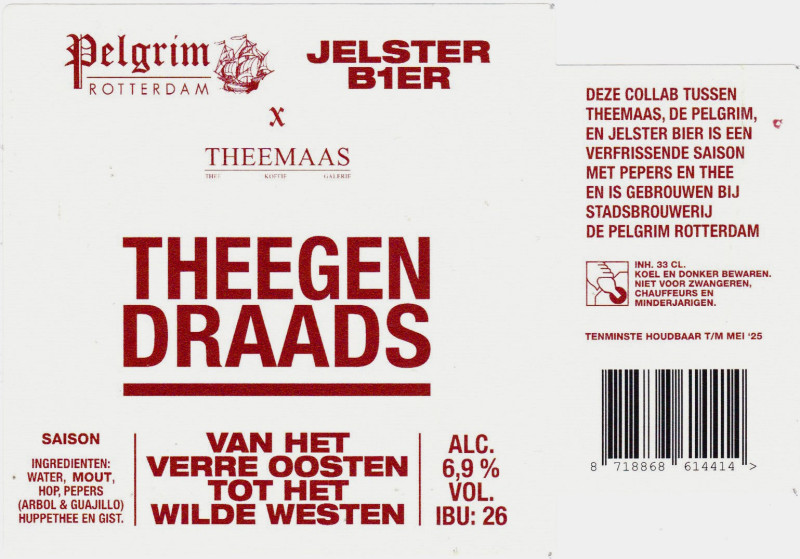 Pelgrim
ROTTERDAM
JELSTER
B1ER
X
THEEMAAS
THEE KOFFIE GALERIE
THEEGEN
DRAADS
SAISON
INGREDIENTEN:
WATER, MOUT,
HOP, PEPERS
(ARBOL & GUAJILLO)
HUPPETHEE EN GIST.
VAN HET
VERRE OOSTEN
TOT HET
WILDE WESTEN
ALC.
6,9 %
VOL.
IBU: 26
DEZE COLLAB TUSSEN
THEEMAAS, DE PELGRIM,
EN JELSTER BIER IS EEN
VERFRISSENDE SAISON
MET PEPERS EN THEE
EN IS GEBROUWEN BIJ
STADSBROUWERIJ
DE PELGRIM ROTTERDAM
INH. 33 CL.
KOEL EN DONKER BEWAREN.
NIET VOOR ZWANGEREN,
CHAUFFEURS EN
MINDERJARIGEN.
TENMINSTE HOUDBAAR T/M MEI '25
8 718868 614414 >